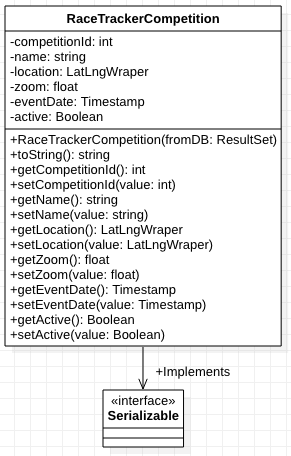 RaceTrackerCompetition
-competitionId: int
-name: string
-location: LatLngWraper
-zoom: float
-eventDate: Timestamp
-active: Boolean
+RaceTrackerCompetition(fromDB: ResultSet)
+toString(): string
+getCompetitionId(): int
+setCompetitionId(value: int)
+getName(): string
+setName(value: string)
+getLocation(): LatLngWraper
+setLocation(value: LatLngWraper)
+getZoom(): float
+setZoom(value: float)
+getEventDate(): Timestamp
+setEventDate(value: Timestamp)
+getActive(): Boolean
+setActive(value: Boolean)
+Implements
«interface»
Serializable